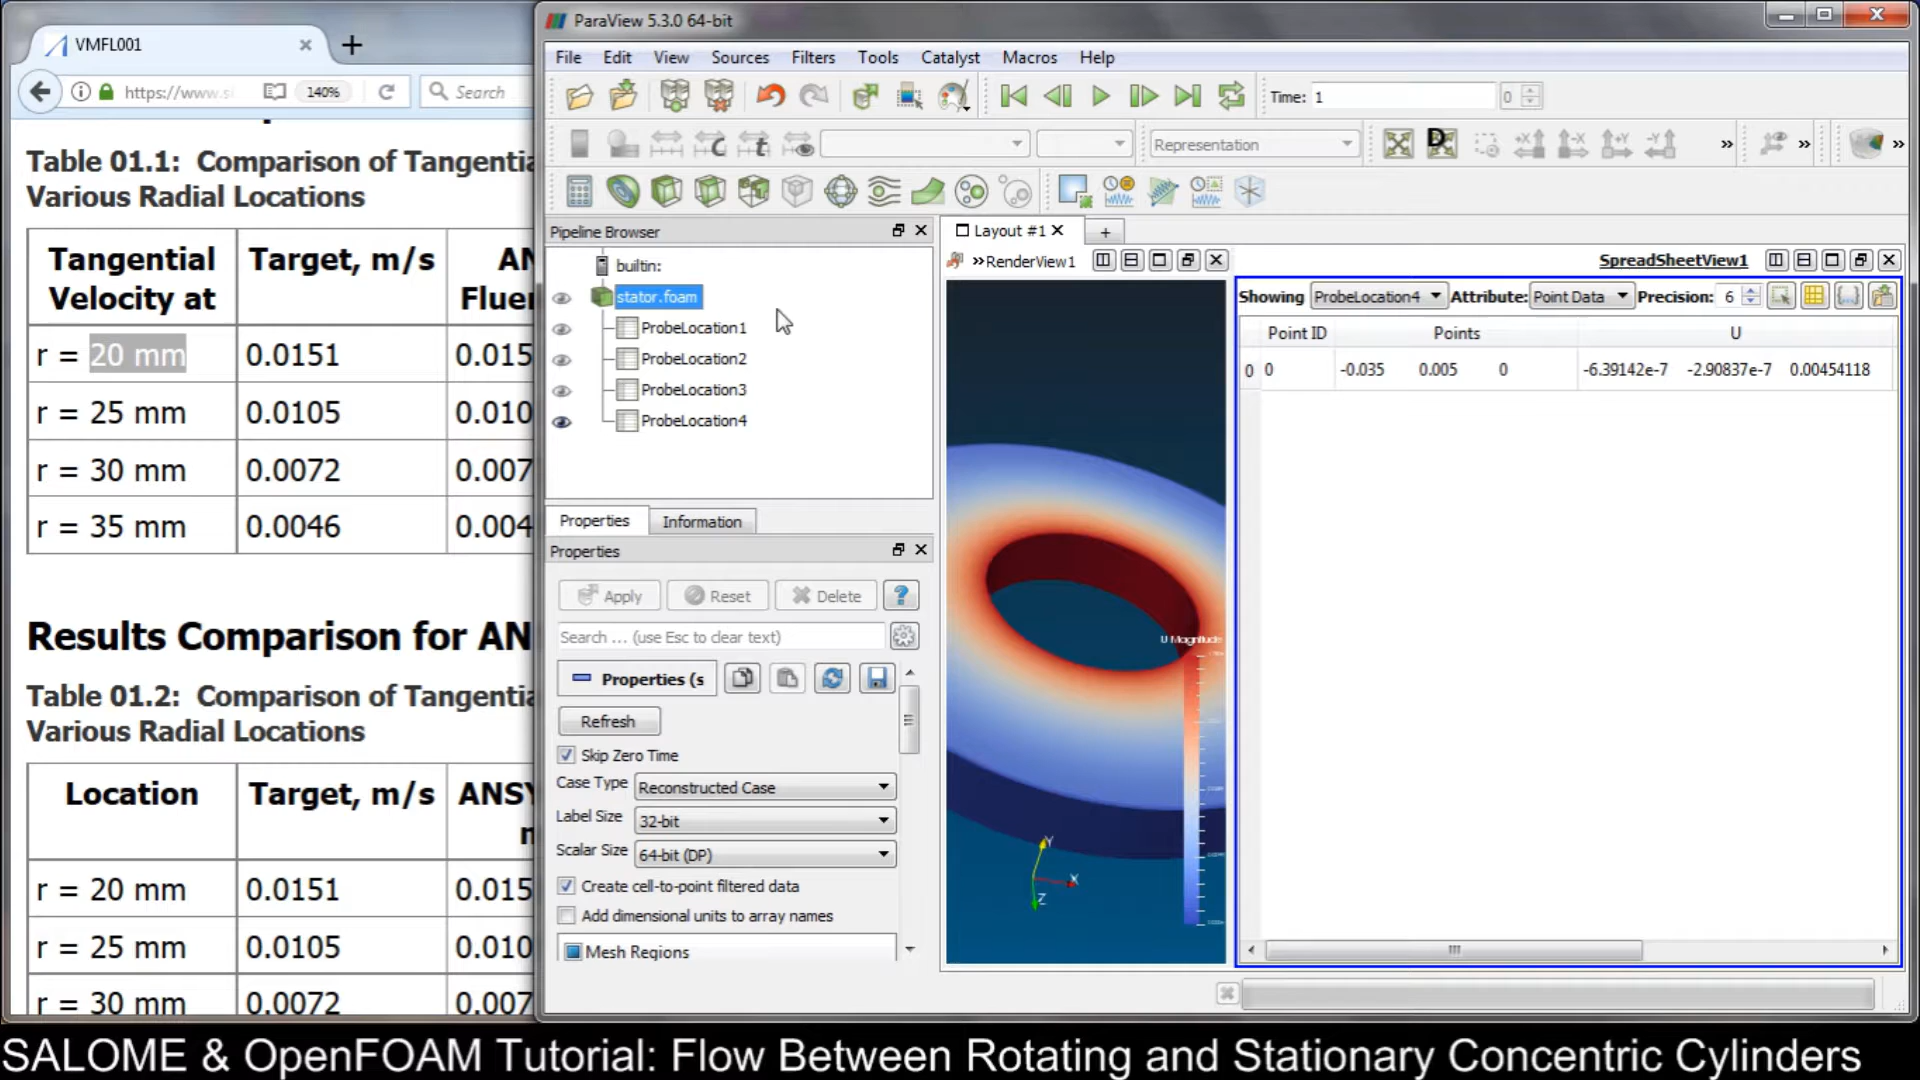 VMFL001
https://www.si
140%
Search
Table 01.1: Comparison of Tangentia
Various Radial Locations
Tangential
Velocity at
Target, m/s
AN
Fluen
r = 20 mm
0.0151
0.015
r = 25 mm
0.0105
0.010
r = 30 mm
0.0072
0.007
r = 35 mm
0.0046
0.004
Results Comparison for AN
Table 01.2: Comparison of Tangentia
Various Radial Locations
Location
Target, m/s
ANSY
r = 20 mm
0.0151
0.015
r = 25 mm
0.0105
0.010
r = 30 mm
0.0072
0.007
ParaView 5.3.0 64-bit
File Edit View Sources Filters Tools Catalyst Macros Help
Time: 1
0
Representation
Pipeline Browser
builtin:
stator.foam
ProbeLocation1
ProbeLocation2
ProbeLocation3
ProbeLocation4
Properties Information
Properties
Apply Reset Delete ?
Search ... (use Esc to clear text)
Properties (s
Refresh
Skip Zero Time
Case Type Reconstructed Case
Label Size 32-bit
Scalar Size 64-bit (DP)
Create cell-to-point filtered data
Add dimensional units to array names
Mesh Regions
Layout #1
+
RenderView1
U Magnitude
Y
X
Z
SpreadSheetView1
Showing ProbeLocation4 Attribute: Point Data Precision: 6
Point ID Points U
0 0 -0.035 0.005 0 -6.39142e-7 -2.90837e-7 0.00454118
SALOME & OpenFOAM Tutorial: Flow Between Rotating and Stationary Concentric Cylinders